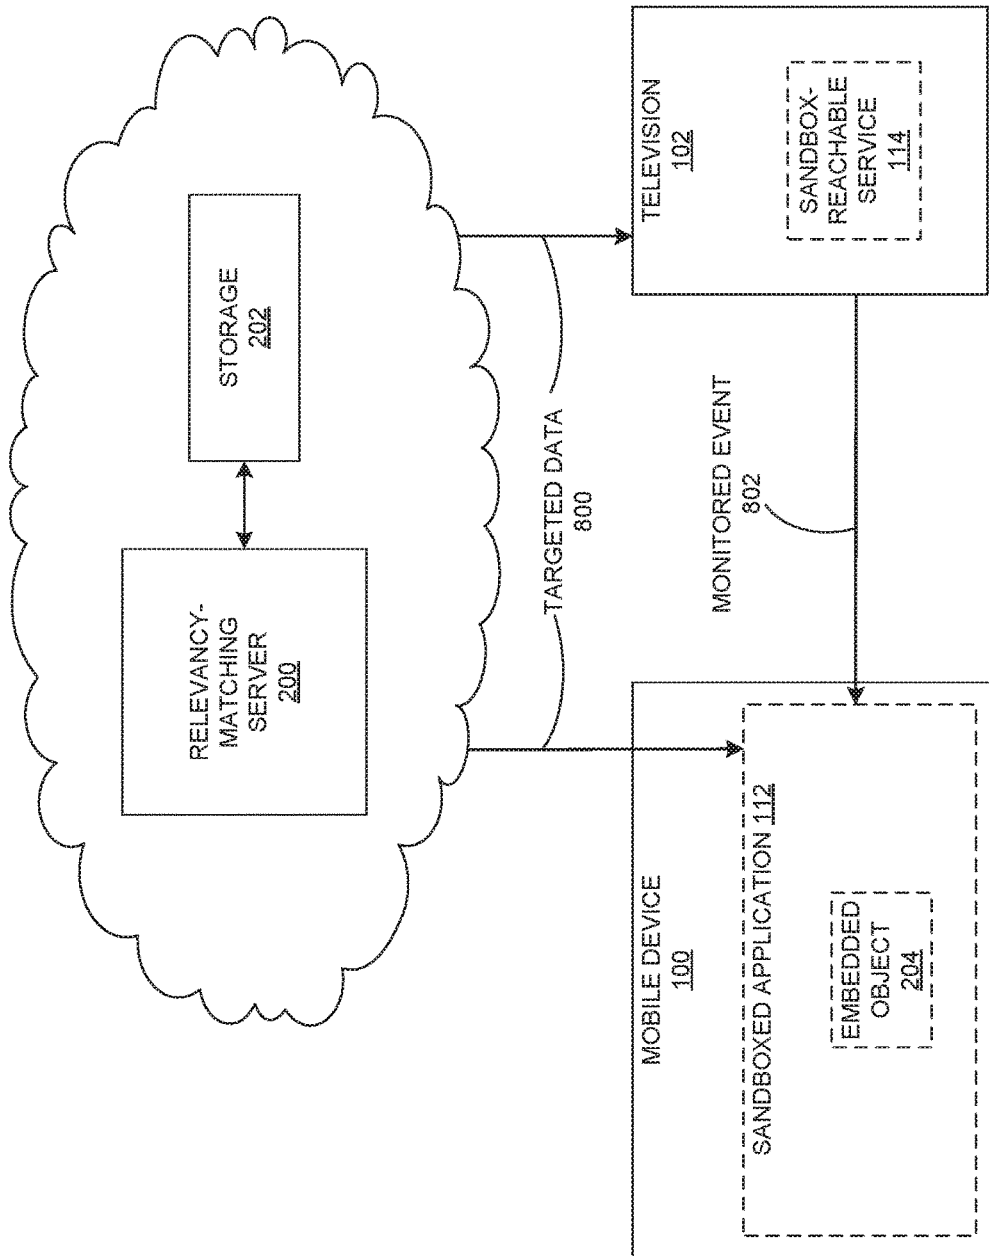 RELEVANCY-
MATCHING
SERVER
200
STORAGE
202
TARGETED DATA
800
MOBILE DEVICE
100
SANDBOXED APPLICATION 112
EMBEDDED
OBJECT
204
MONITORED EVENT
802
TELEVISION
102
SANDBOX-
REACHABLE
SERVICE
114